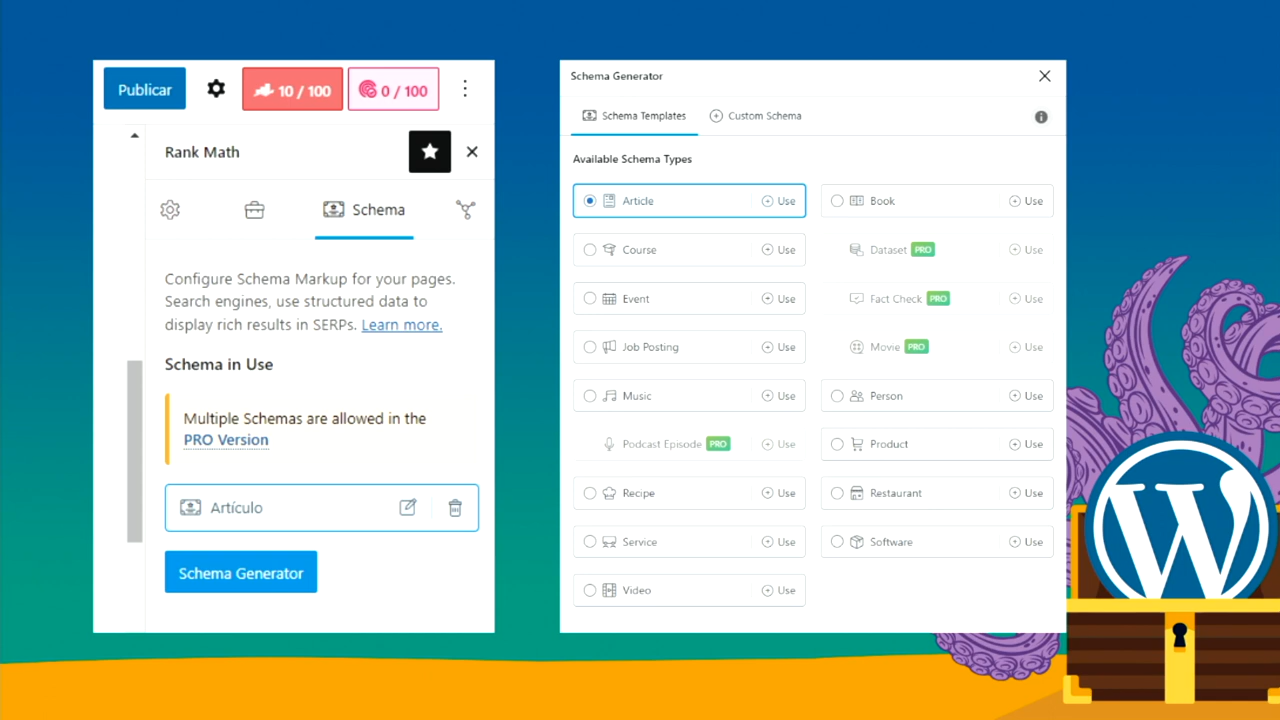 Publicar
10 / 100
0 / 100
Rank Math
Schema
Configure Schema Markup for your pages.
Search engines, use structured data to
display rich results in SERPs. Learn more.
Schema in Use
Multiple Schemas are allowed in the
PRO Version
Artículo
Schema Generator
Schema Generator
Schema Templates
Custom Schema
Available Schema Types
Article Use
Book Use
Course Use
Dataset PRO Use
Event Use
Fact Check PRO Use
Job Posting Use
Movie PRO Use
Music Use
Person Use
Podcast Episode PRO Use
Product Use
Recipe Use
Restaurant Use
Service Use
Software Use
Video Use
W